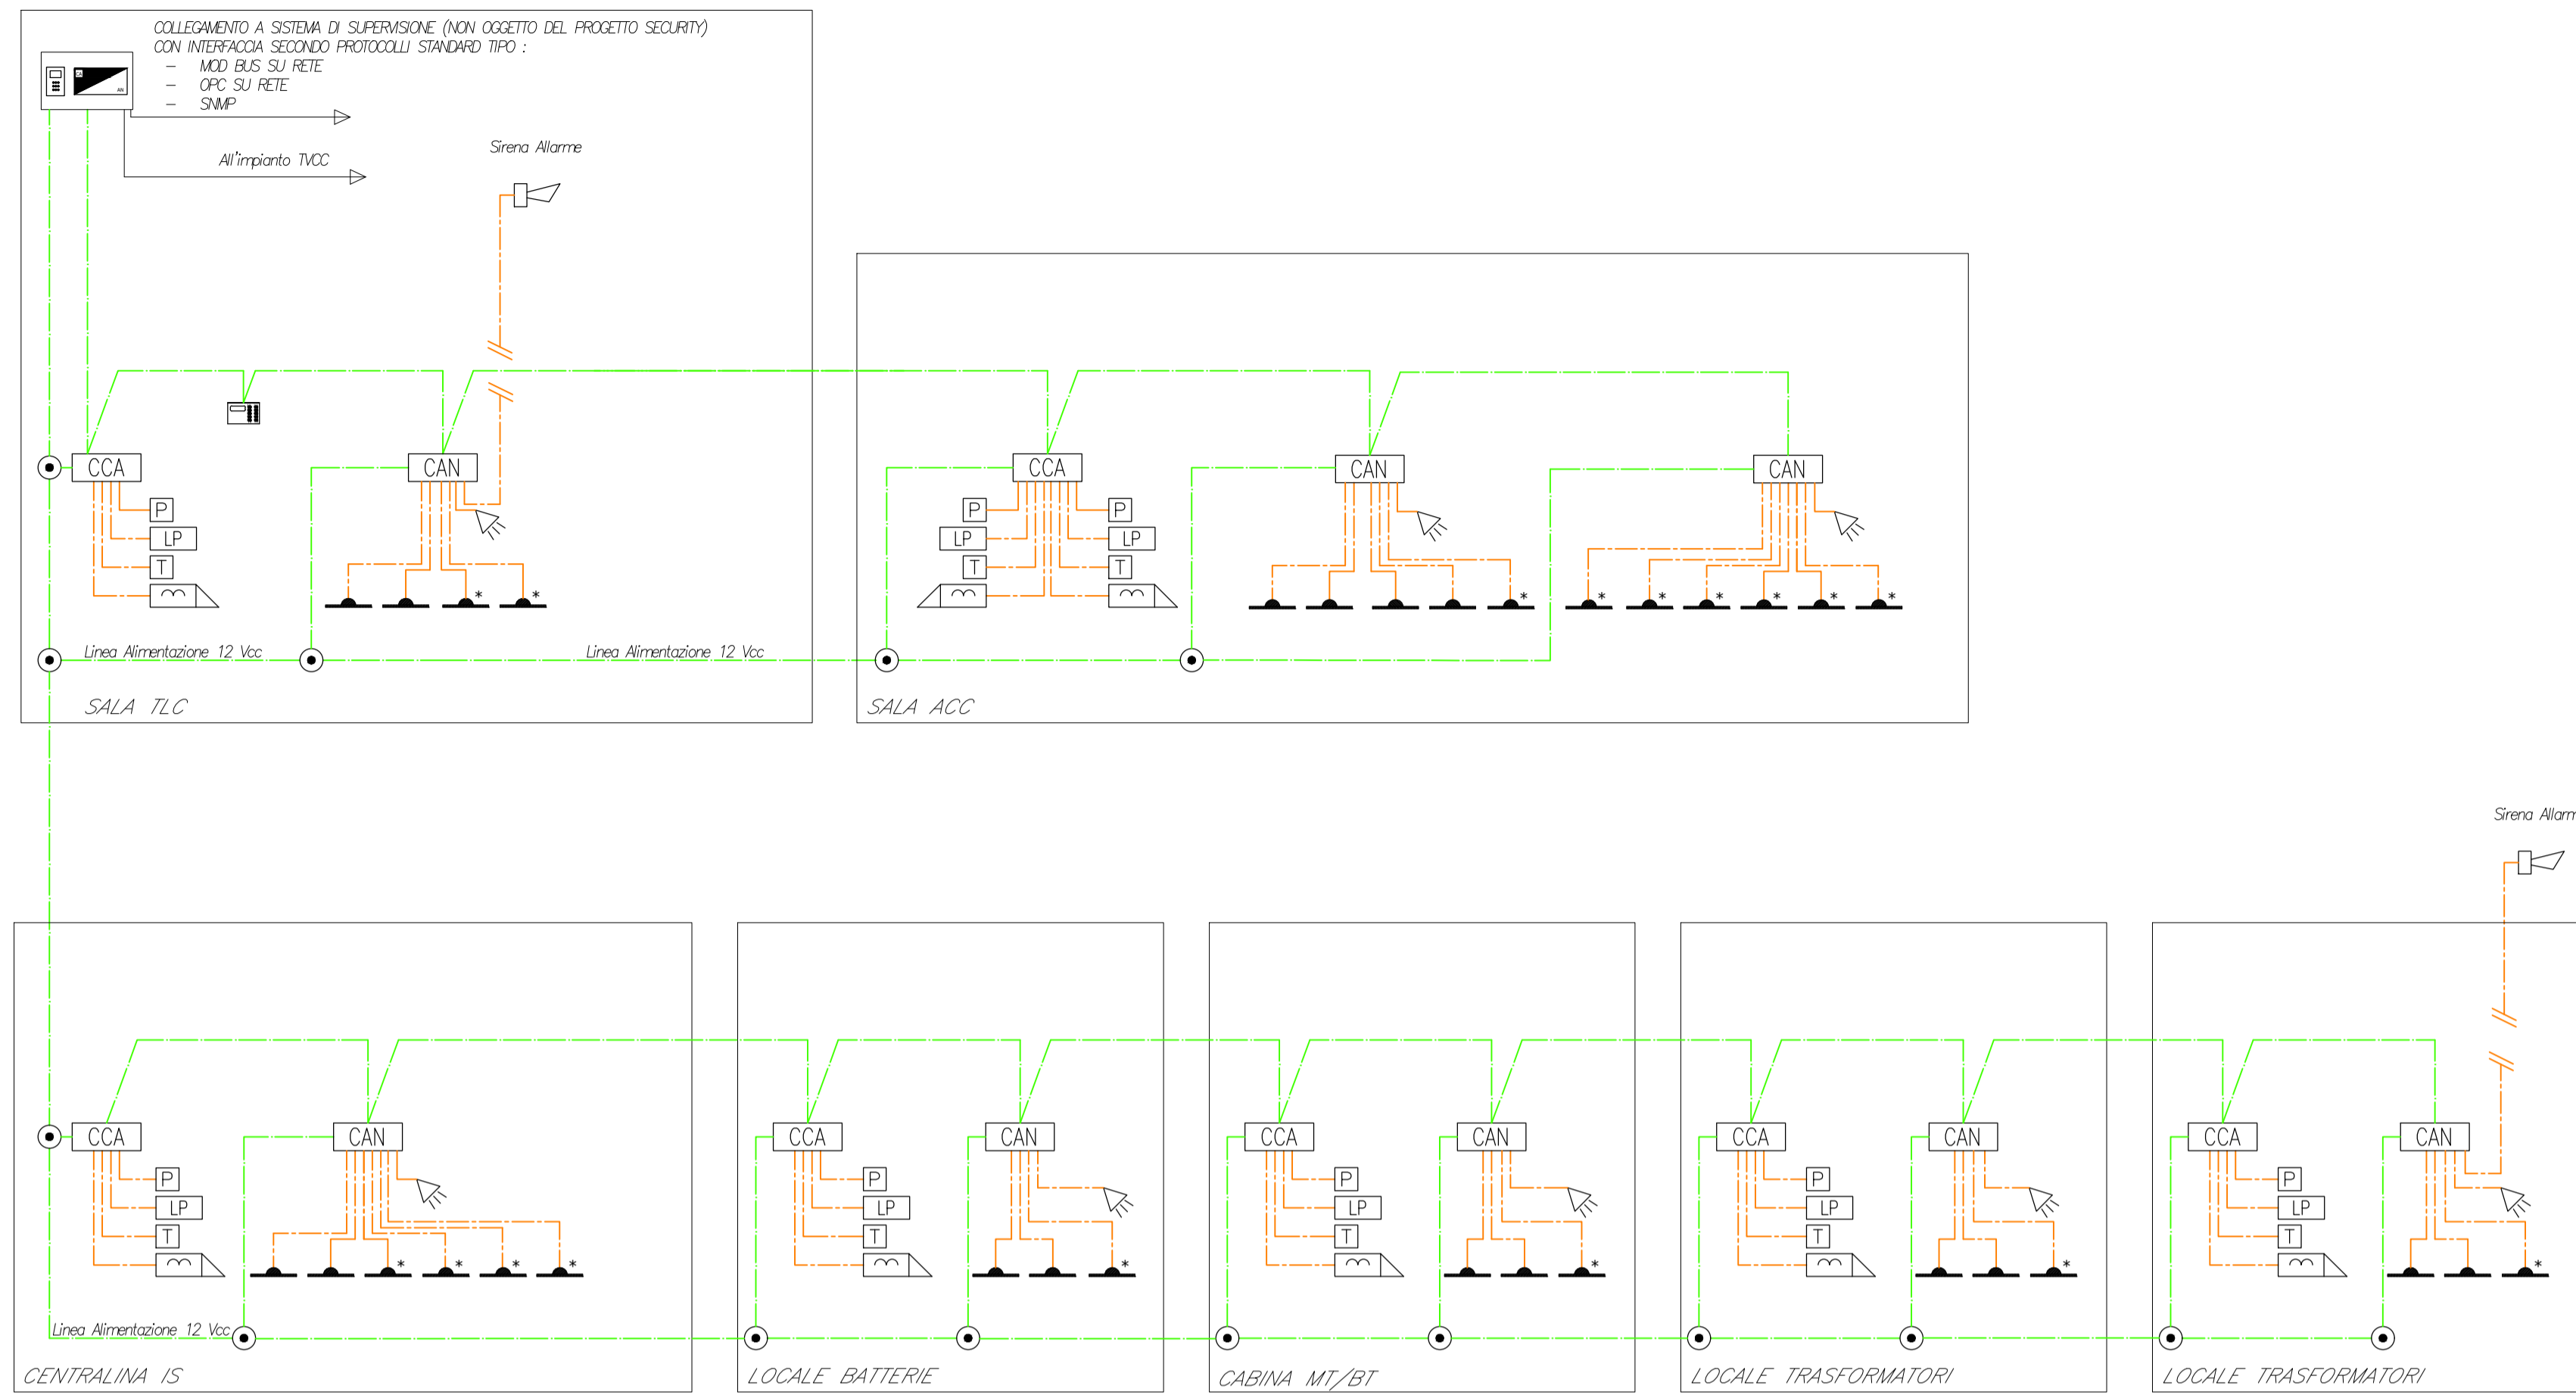 COLLEGAMENTO A SISTEMA DI SUPERVISIONE (NON OGGETTO DEL PROGETTO SECURITY)
CON INTERFACCIA SECONDO PROTOCOLLI STANDARD TIPO :
- MOD BUS SU RETE
- OPC SU RETE
- SNMP
CA
AN
All'impianto TVCC
Sirena Allarme
CCA
CAN
P
LP
T
* *
Linea Alimentazione 12 Vcc
Linea Alimentazione 12 Vcc
SALA TLC
CCA
CAN
CAN
P P
LP LP
T T
*
* * * * * *
SALA ACC
Sirena Allarm
CCA
CAN
P
LP
T
* * * *
Linea Alimentazione 12 Vcc
CENTRALINA IS
CCA
CAN
P
LP
T
*
LOCALE BATTERIE
CCA
CAN
P
LP
T
*
CABINA MT/BT
CCA
CAN
P
LP
T
*
LOCALE TRASFORMATORI
CCA
CAN
P
LP
T
*
LOCALE TRASFORMATORI